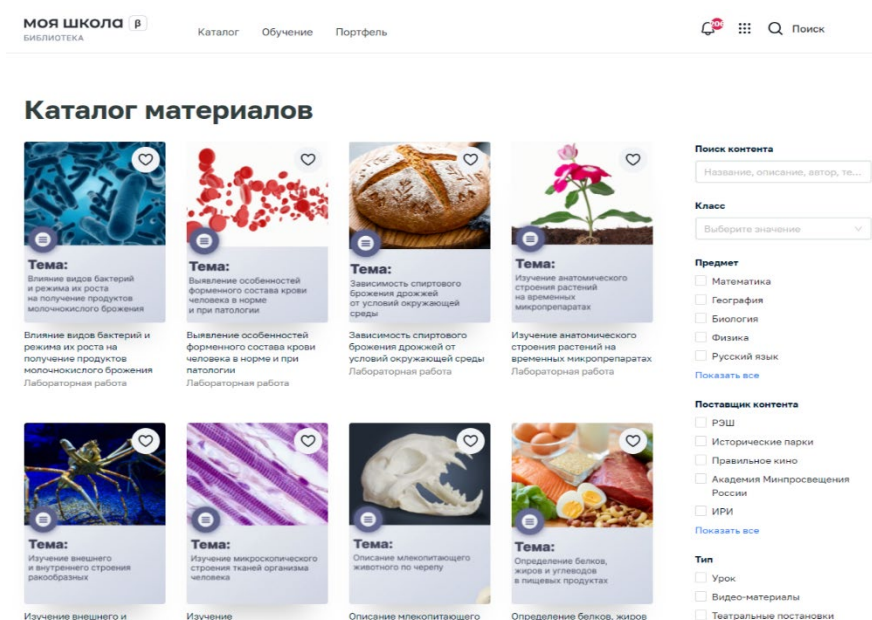 моя школа β
БИБЛИОТЕКА
Каталог Обучение Портфель
Поиск
Каталог материалов
Тема:
Влияние видов бактерий
и режима их роста
на получение продуктов
молочнокислого брожения
Влияние видов бактерий и
режима их роста на
получение продуктов
молочнокислого брожения
Лабораторная работа
Тема:
Выявление особенностей
форменного состава крови
человека в норме
и при патологии
Выявление особенностей
форменного состава крови
человека в норме и при
патологии
Лабораторная работа
Тема:
Зависимость спиртового
брожения дрожжей
от условий окружающей
среды
Зависимость спиртового
брожения дрожжей от
условий окружающей среды
Лабораторная работа
Тема:
Изучение анатомического
строения растений
на временных
микропрепаратах
Изучение анатомического
строения растений на
временных микропрепаратах
Лабораторная работа
Тема:
Изучение внешнего
и внутреннего строения
ракообразных
Изучение внешнего и
Тема:
Изучение микроскопического
строения тканей организма
человека
Изучение
Тема:
Описание млекопитающего
животного по черепу
Описание млекопитающего
Тема:
Определение белков,
жиров и углеводов
в пищевых продуктах
Определение белков, жиров
Поиск контента
Название, описание, автор, те...
Класс
Выберите значение
Предмет
Математика
География
Биология
Физика
Русский язык
Показать все
Поставщик контента
РЭШ
Исторические парки
Правильное кино
Академия Минпросвещения
России
ИРИ
Показать все
Тип
Урок
Видео-материалы
Театральные постановки